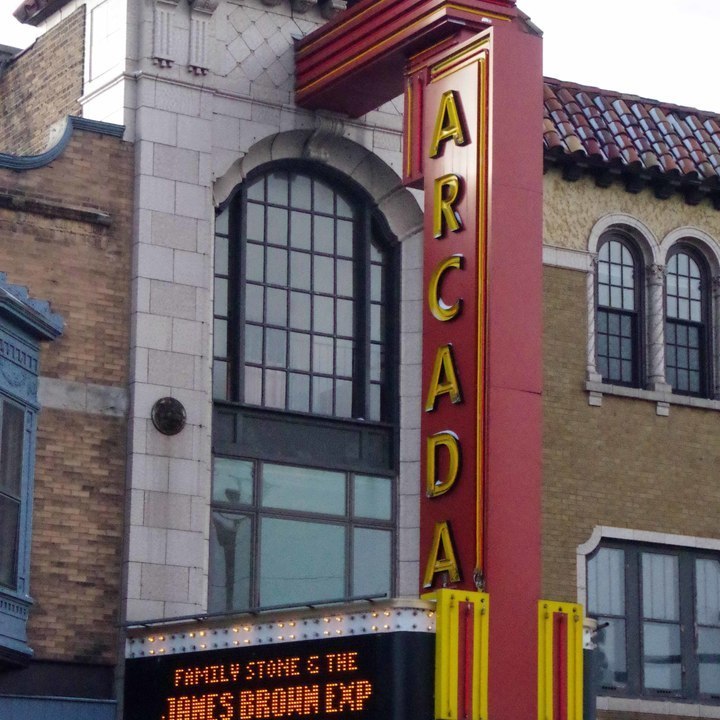 ARCADA
FAMILY STONE & THE
JAMES BROWN EXP